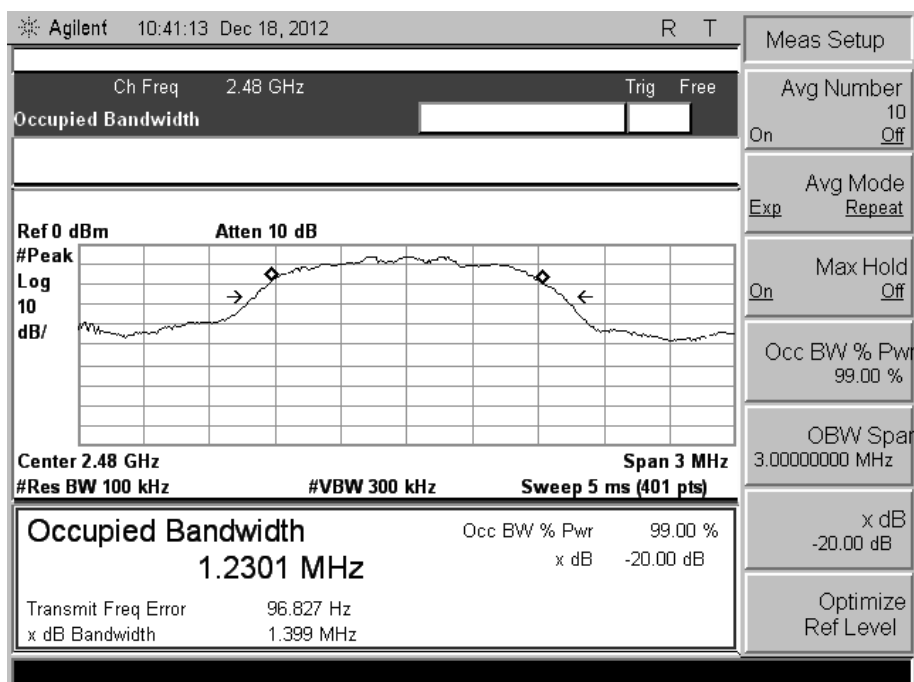 Agilent 10:41:13 Dec 18, 2012 R T
Meas Setup
Ch Freq 2.48 GHz Trig Free
Occupied Bandwidth
Avg Number
10
On Off
Avg Mode
Exp Repeat
Max Hold
On Off
Occ BW % Pwr
99.00 %
OBW Span
3.00000000 MHz
x dB
-20.00 dB
Optimize
Ref Level
Ref 0 dBm Atten 10 dB
#Peak
Log
10
dB/
Center 2.48 GHz Span 3 MHz
#Res BW 100 kHz #VBW 300 kHz Sweep 5 ms (401 pts)
Occupied Bandwidth
1.2301 MHz
Occ BW % Pwr 99.00 %
x dB -20.00 dB
Transmit Freq Error 96.827 Hz
x dB Bandwidth 1.399 MHz